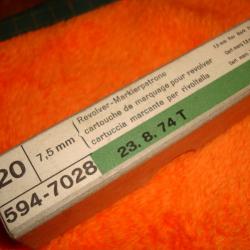 20
7,5 mm
Revolver-Markierpatrone
cartouche de marquage pour revolver
cartuccia marcante per rivoltella
594-7028
23. 8. 74 T